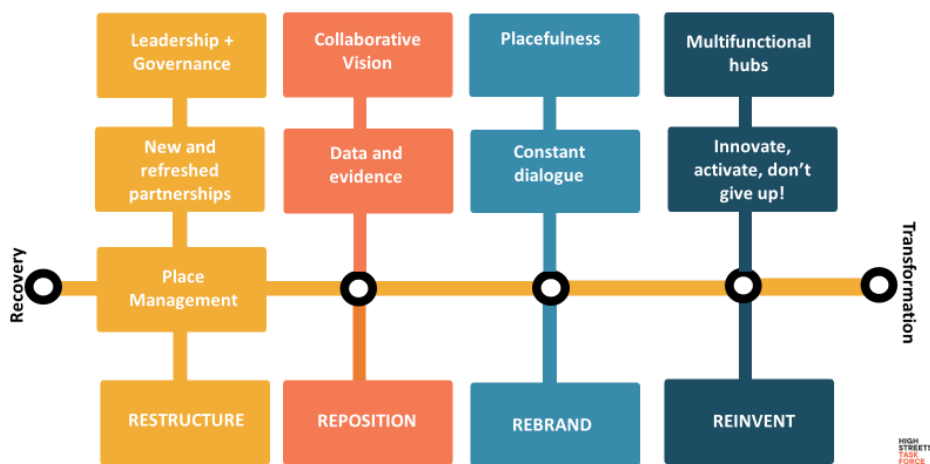 Leadership +
Governance
Collaborative
Vision
Placefulness
Multifunctional
hubs
New and
refreshed
partnerships
Data and
evidence
Constant
dialogue
Innovate,
activate, don't
give up!
Recovery
Place
Management
Transformation
RESTRUCTURE
REPOSITION
REBRAND
REINVENT
HIGH
STREETS
TASK
FORCE